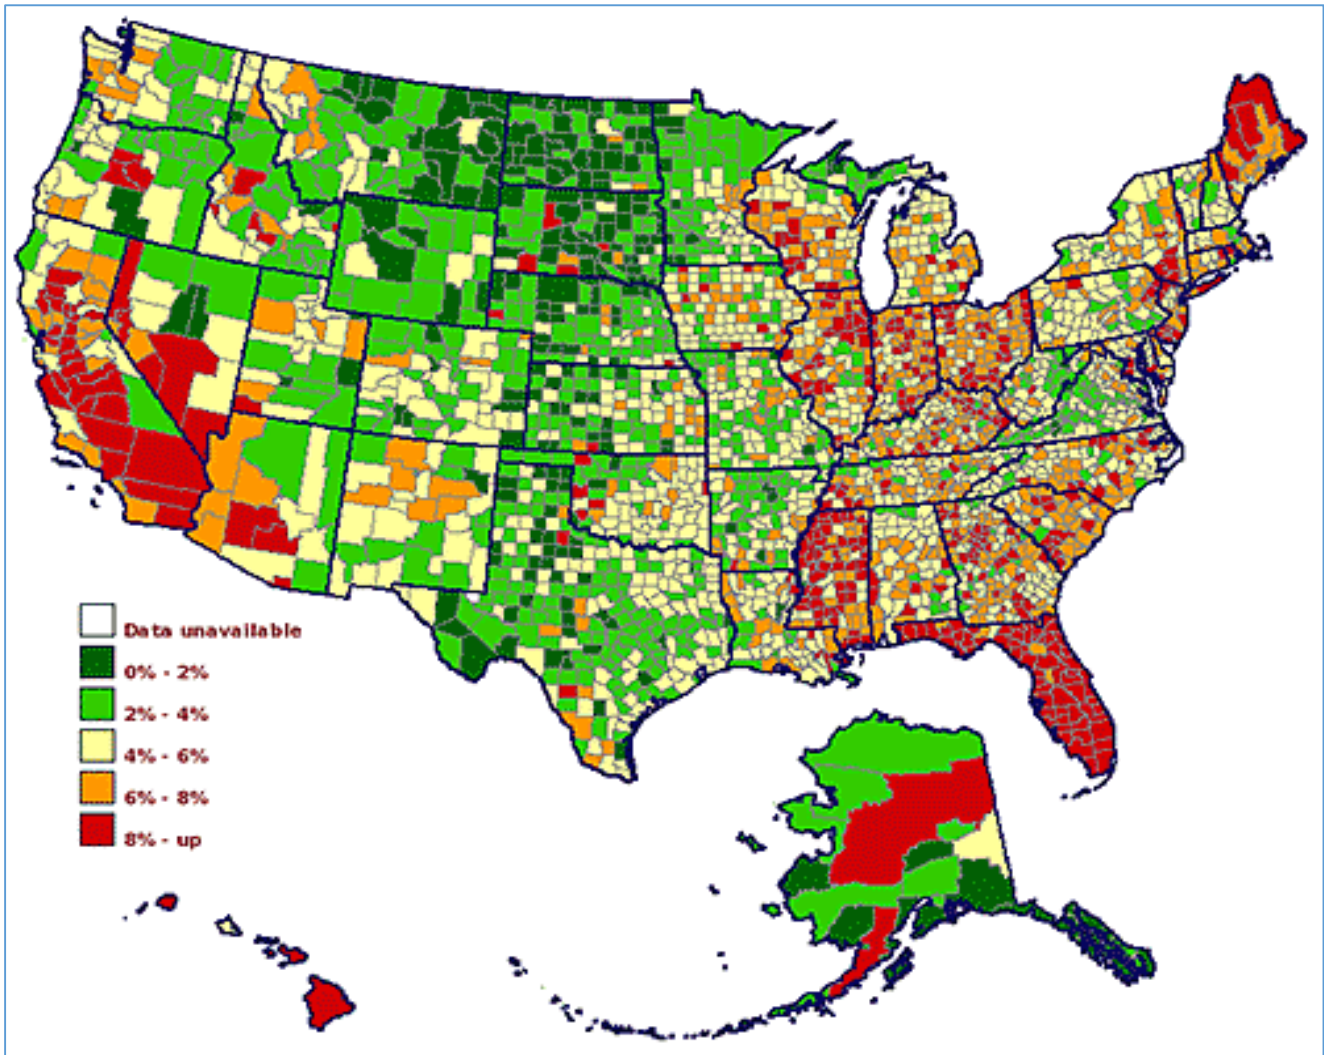 Data unavailable
0% - 2%
2% - 4%
4% - 6%
6% - 8%
8% - up